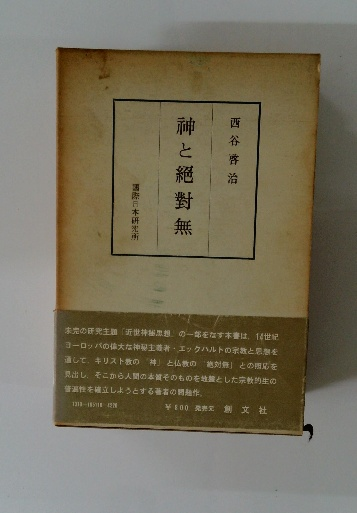 西谷啓治
神と絕對無
國際日本研究所
未完の研究主題「近世神秘思想」の一部をなす本書は、14世紀
ヨーロッパの偉大な神秘主義者・エックハルトの宗教と思想を
通して、キリスト教の「神」と仏教の「絶対無」との照応を
見出し、そこから人間の本質そのものを地盤とした宗教的生の
普遍性を確立しようとする著者の問題作。
¥800 発売元 創文社